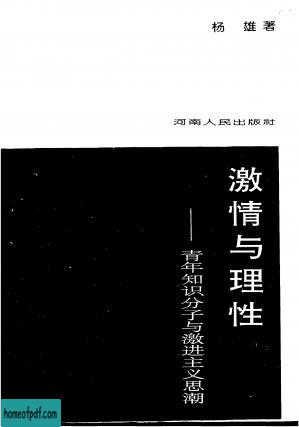 杨 雄著
河南人民出版社
激情与理性
——青年知识分子与激进主义思潮
homeofpdf.com